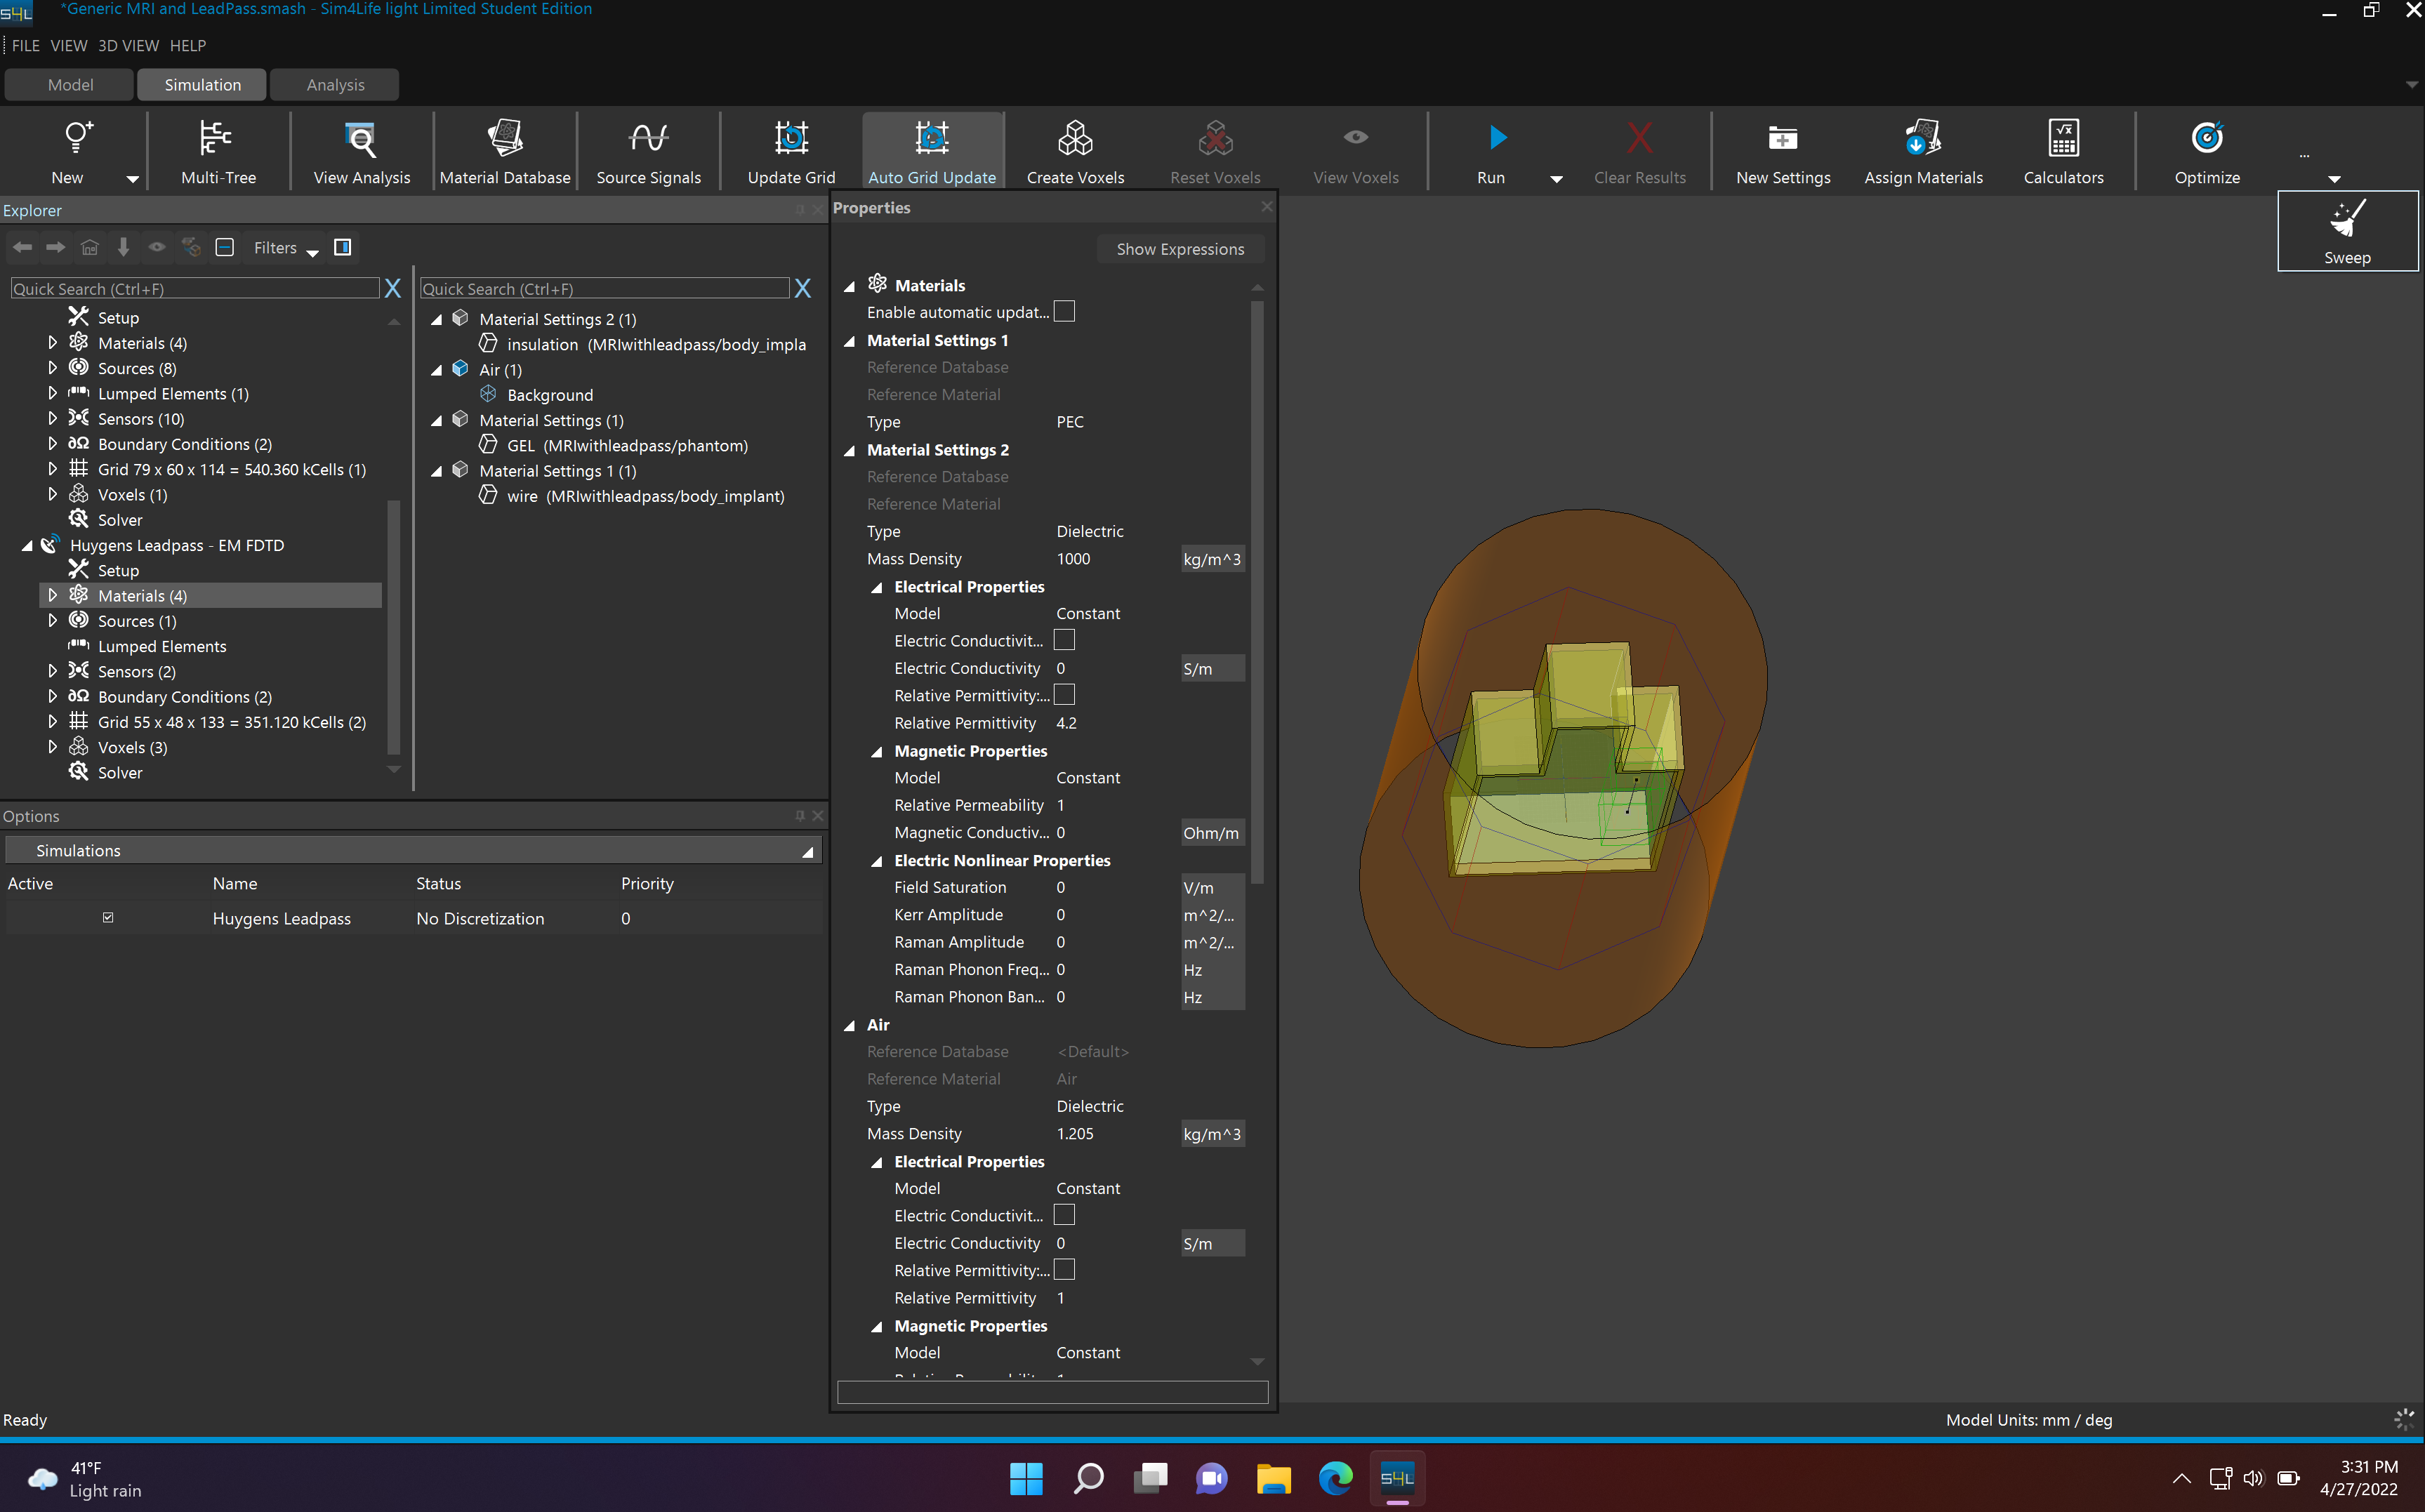 S4L *Generic MRI and LeadPass.smash - Sim4Life light Limited Student Edition
FILE VIEW 3D VIEW HELP
Model Simulation Analysis
New Multi-Tree View Analysis Material Database Source Signals Update Grid Auto Grid Update Create Voxels Reset Voxels View Voxels Run Clear Results New Settings Assign Materials Calculators Optimize ...
Sweep
Explorer
Filters
Quick Search (Ctrl+F)
Setup
Materials (4)
Sources (8)
Lumped Elements (1)
Sensors (10)
Boundary Conditions (2)
Grid 79 x 60 x 114 = 540.360 kCells (1)
Voxels (1)
Solver
Huygens Leadpass - EM FDTD
Setup
Materials (4)
Sources (1)
Lumped Elements
Sensors (2)
Boundary Conditions (2)
Grid 55 x 48 x 133 = 351.120 kCells (2)
Voxels (3)
Solver
Quick Search (Ctrl+F)
Material Settings 2 (1)
insulation (MRIwithleadpass/body_impla
Air (1)
Background
Material Settings (1)
GEL (MRIwithleadpass/phantom)
Material Settings 1 (1)
wire (MRIwithleadpass/body_implant)
Options
Simulations
Active Name Status Priority
Huygens Leadpass No Discretization 0
Properties
Show Expressions
Materials
Enable automatic updat...
Material Settings 1
Reference Database
Reference Material
Type PEC
Material Settings 2
Reference Database
Reference Material
Type Dielectric
Mass Density 1000 kg/m^3
Electrical Properties
Model Constant
Electric Conductivit...
Electric Conductivity 0 S/m
Relative Permittivity:...
Relative Permittivity 4.2
Magnetic Properties
Model Constant
Relative Permeability 1
Magnetic Conductiv... 0 Ohm/m
Electric Nonlinear Properties
Field Saturation 0 V/m
Kerr Amplitude 0 m^2/...
Raman Amplitude 0 m^2/...
Raman Phonon Freq... 0 Hz
Raman Phonon Ban... 0 Hz
Air
Reference Database <Default>
Reference Material Air
Type Dielectric
Mass Density 1.205 kg/m^3
Electrical Properties
Model Constant
Electric Conductivit...
Electric Conductivity 0 S/m
Relative Permittivity:...
Relative Permittivity 1
Magnetic Properties
Model Constant
Ready
Model Units: mm / deg
41°F
Light rain
S4L
3:31 PM
4/27/2022